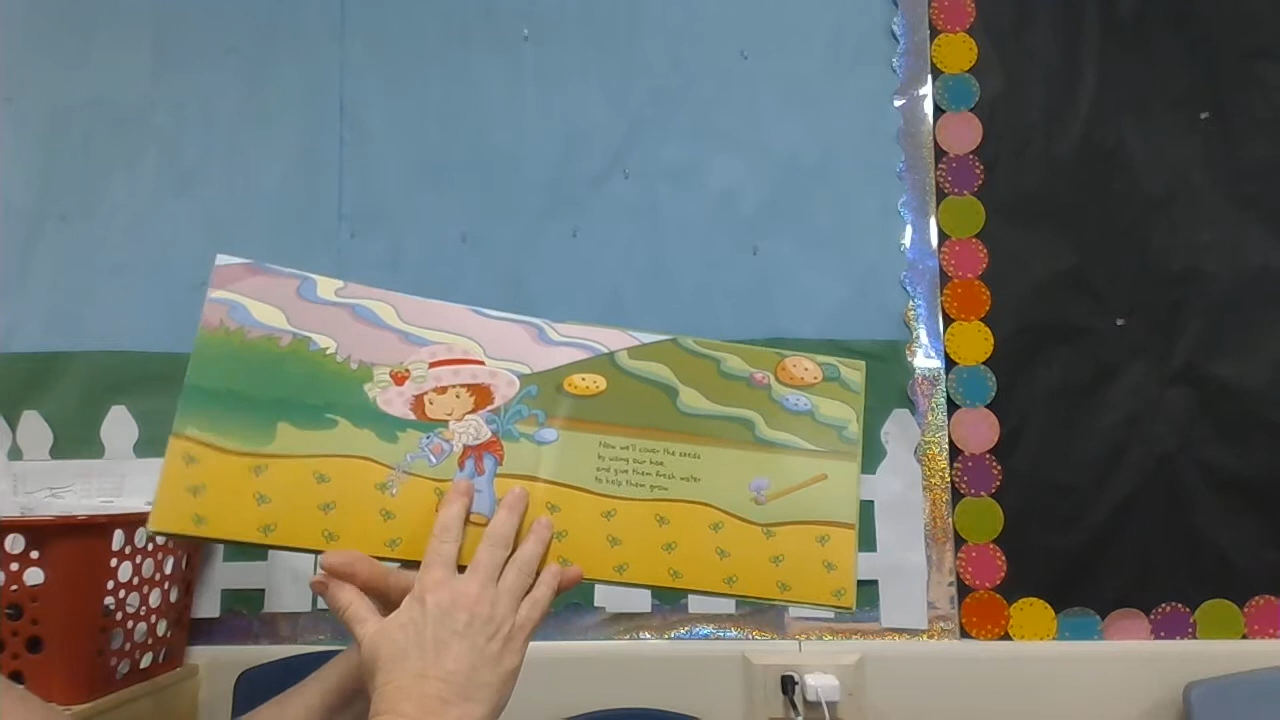 Now we'll cover the seeds
by using our hoe,
and give them fresh water
to help them grow.